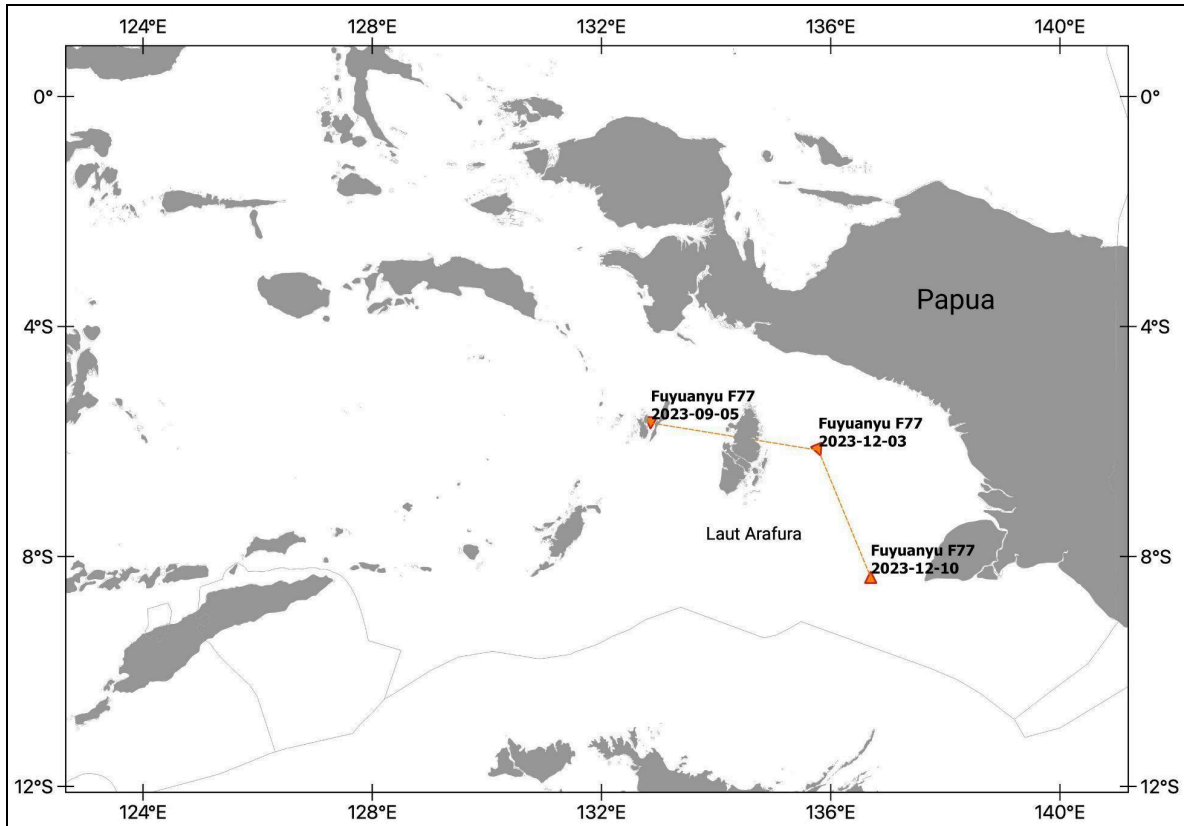 124°E 128°E 132°E 136°E 140°E
0° 0°
Papua
4°S 4°S
Fuyuanyu F77
2023-09-05
Fuyuanyu F77
2023-12-03
Laut Arafura
Fuyuanyu F77
2023-12-10
8°S 8°S
12°S 12°S
124°E 128°E 132°E 136°E 140°E